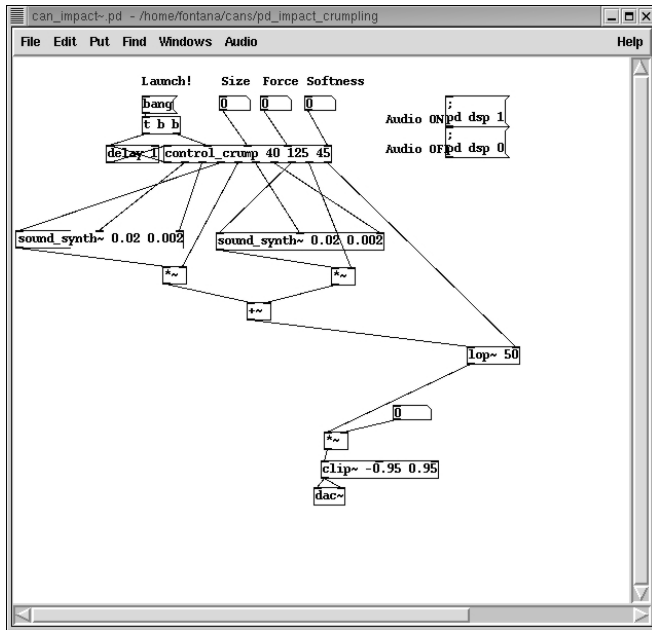 can_impact~.pd - /home/fontana/cans/pd_impact_crumpling
File Edit Put Find Windows Audio Help
Launch! Size Force Softness
bang 0 0 0
;
Audio ON pd dsp 1
t b b
;
Audio OFF pd dsp 0
control_crump 40 125 45
sound_synth~ 0.02 0.002 sound_synth~ 0.02 0.002
*~ *~
+~
lop~ 50
0
*~
clip~ -0.95 0.95
dac~